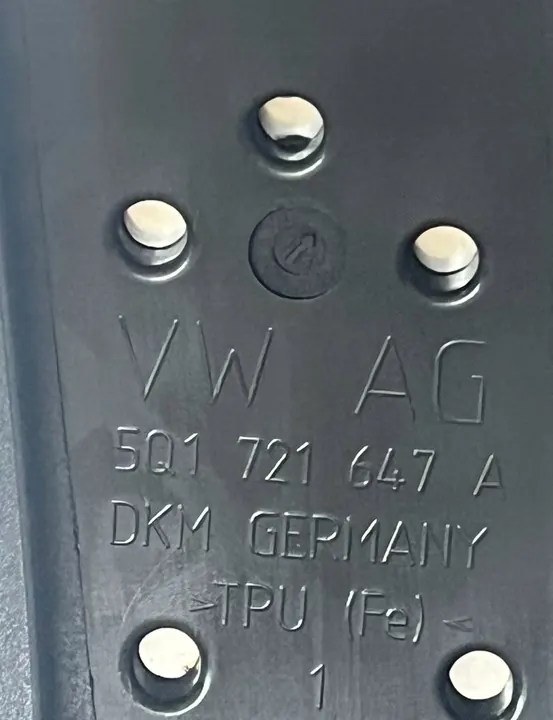 VW AG
5Q1 721 647 A
DKM GERMANY
>TPU (Fe)<
1